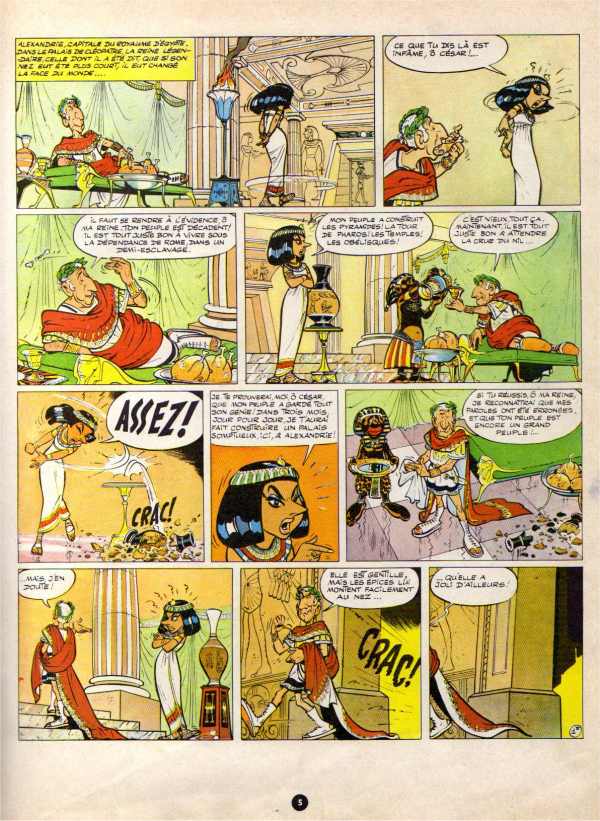 ALEXANDRIE, CAPITALE DU ROYAUME D'ÉGYPTE,
DANS LE PALAIS DE CLÉOPATRE, LA REINE LÉGEN-
-DAIRE, CELLE DONT IL A ÉTÉ DIT, QUE SI SON
NEZ EUT ÉTÉ PLUS COURT, IL EUT CHANGÉ
LA FACE DU MONDE....
CE QUE TU DIS LÀ EST
INFÂME, Ô CÉSAR!...
IL FAUT SE RENDRE À L'ÉVIDENCE, Ô
MA REINE. TON PEUPLE EST DÉCADENT!
IL EST TOUT JUSTE BON À VIVRE SOUS
LA DÉPENDANCE DE ROME, DANS UN
DEMI-ESCLAVAGE.
MON PEUPLE A CONSTRUIT
LES PYRAMIDES! LA TOUR
DE PHAROS! LES TEMPLES!
LES OBÉLISQUES!
C'EST VIEUX, TOUT ÇA..
MAINTENANT, IL EST TOUT
JUSTE BON À ATTENDRE
LA CRUE DU NIL...
ASSEZ!
CRAC!
JE TE PROUVERAI, MOI, Ô CÉSAR,
QUE MON PEUPLE A GARDÉ TOUT
SON GÉNIE! DANS TROIS MOIS,
JOUR POUR JOUR, JE T'AURAI
FAIT CONSTRUIRE UN PALAIS
SOMPTUEUX, ICI, À ALEXANDRIE!
SI TU RÉUSSIS, Ô MA REINE,
JE RECONNAÎTRAI QUE MES
PAROLES ONT ÉTÉ ERRONÉES,
ET QUE TON PEUPLE EST
ENCORE UN GRAND
PEUPLE!...
...MAIS, J'EN
DOUTE!
ELLE EST GENTILLE,
MAIS LES ÉPICES LUI
MONTENT FACILEMENT
AU NEZ...
CRAC!
...QU'ELLE A
JOLI D'AILLEURS!
5